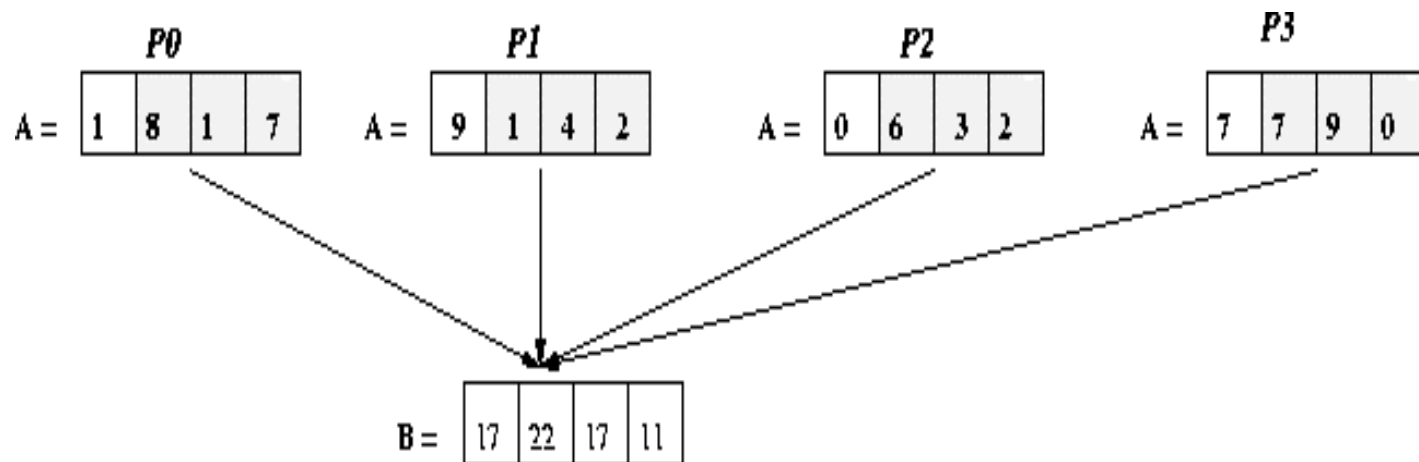 P0 P1 P2 P3
A = 1 8 1 7 A = 9 1 4 2 A = 0 6 3 2 A = 7 7 9 0
B = 17 22 17 11